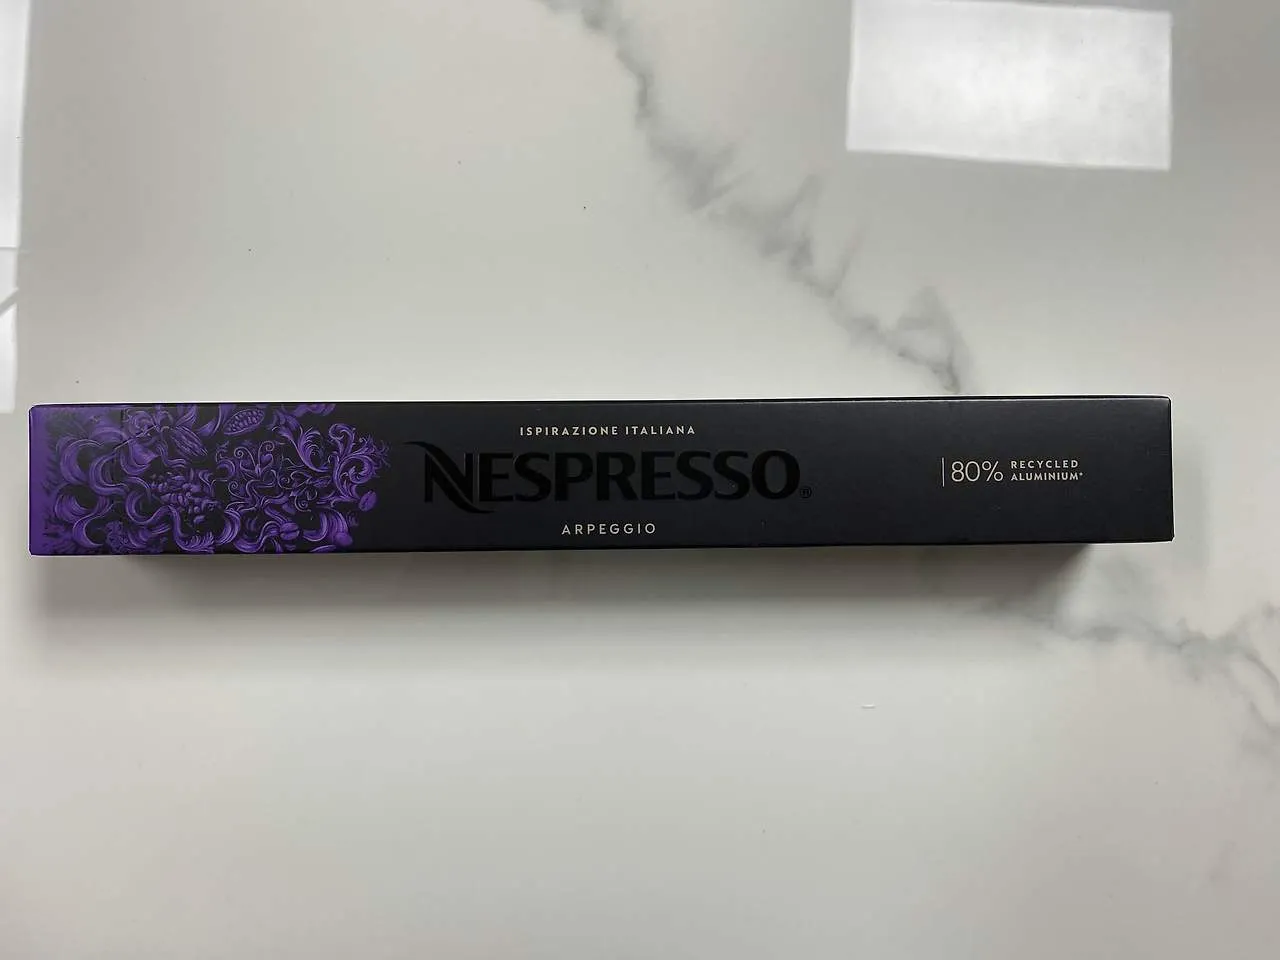 ISPIRAZIONE ITALIANA
NESPRESSO®
ARPEGGIO
80% RECYCLED
ALUMINIUM*